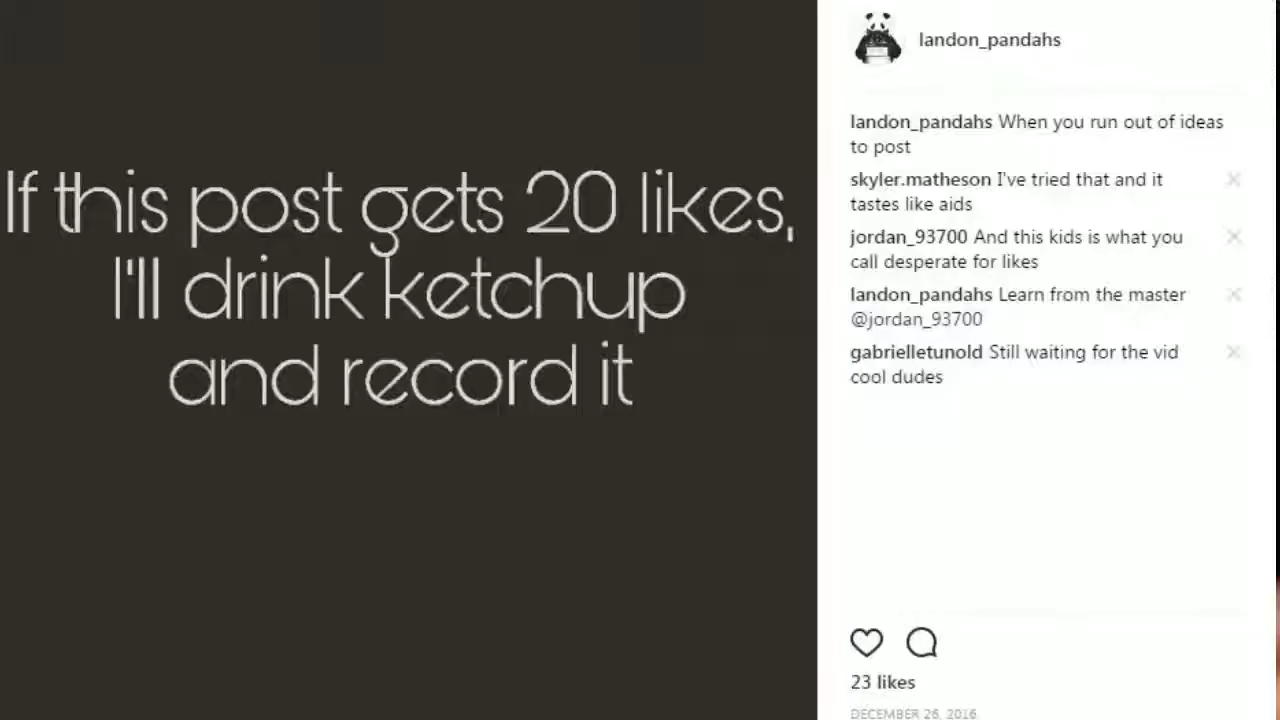 If this post gets 20 likes,
I'll drink ketchup
and record it
landon_pandahs
landon_pandahs When you run out of ideas
to post
skyler.matheson I've tried that and it
tastes like aids
jordan_93700 And this kids is what you
call desperate for likes
landon_pandahs Learn from the master
@jordan_93700
gabrielletunold Still waiting for the vid
cool dudes
23 likes
DECEMBER 26, 2016